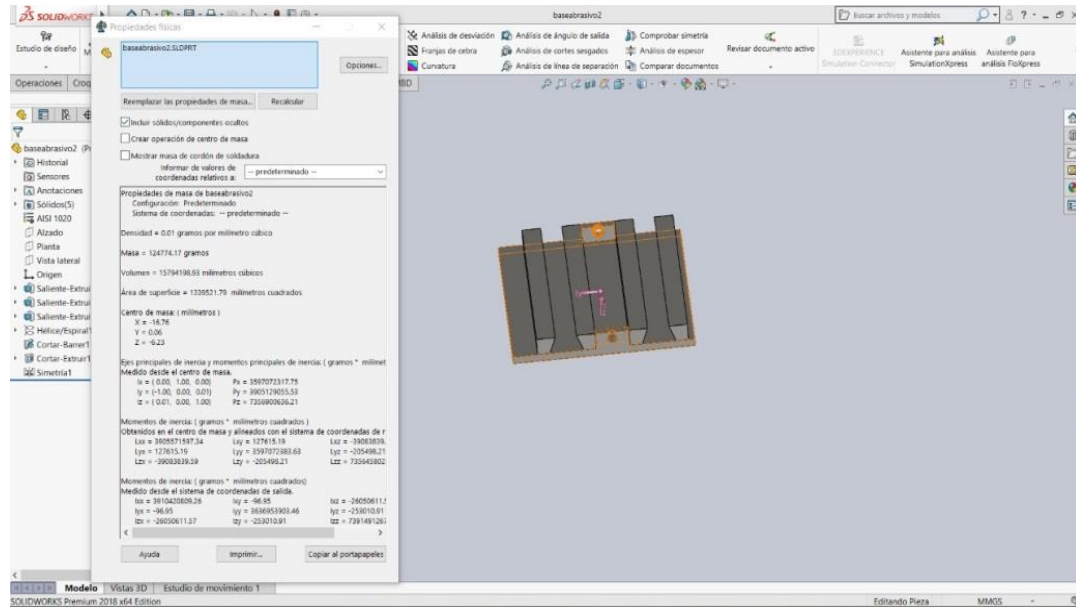 SOLIDWORKS
baseabrasivo2
Buscar archivos y modelos
Estudio de diseño
Propiedades físicas
Análisis de desviación
Análisis de ángulo de salida
Comprobar simetría
Franjas de cebra
Análisis de cortes sesgados
Análisis de espesor
Revisar documento activo
Curvatura
Análisis de línea de separación
Comparar documentos
3DEXPERIENCE
Simulation Connector
Asistente para análisis
SimulationXpress
Asistente para
análisis FloXpress
Operaciones
Croq
MBD
baseabrasivo2.SLDPRT
Opciones...
Reemplazar las propiedades de masa...
Recalcular
Incluir sólidos/componentes ocultos
Crear operación de centro de masa
Mostrar masa de cordón de soldadura
Informar de valores de
coordenadas relativos a:
-- predeterminado --
Propiedades de masa de baseabrasivo2
Configuración: Predeterminado
Sistema de coordenadas: -- predeterminado --
Densidad = 0.01 gramos por milímetro cúbico
Masa = 124774.17 gramos
Volumen = 15794198.93 milímetros cúbicos
Área de superficie = 1339521.79 milímetros cuadrados
Centro de masa: ( milímetros )
X = -16.76
Y = 0.06
Z = -6.23
Ejes principales de inercia y momentos principales de inercia: ( gramos * milímet
Medido desde el centro de masa.
Ix = ( 0.00, 1.00, 0.00) Px = 3597072317.75
Iy = (-1.00, 0.00, 0.01) Py = 3905129055.53
Iz = ( 0.01, 0.00, 1.00) Pz = 7356900636.21
Momentos de inercia: ( gramos * milímetros cuadrados )
Obtenidos en el centro de masa y alineados con el sistema de coordenadas de r
Lxx = 3905571597.34 Lxy = 127615.19 Lxz = -39083839.
Lyx = 127615.19 Lyy = 3597072383.63 Lyz = -205498.21
Lzx = -39083839.59 Lzy = -205498.21 Lzz = 735645802
Momentos de inercia: ( gramos * milímetros cuadrados)
Medido desde el sistema de coordenadas de salida.
Ixx = 3910420809.26 Ixy = -96.95 Ixz = -26050611.5
Iyx = -96.95 Iyy = 3636953903.46 Iyz = -253010.91
Izx = -26050611.57 Izy = -253010.91 Izz = 7391491267
Ayuda
Imprimir...
Copiar al portapapeles
baseabrasivo2 (Pr
Historial
Sensores
Anotaciones
Sólidos(5)
AISI 1020
Alzado
Planta
Vista lateral
Origen
Saliente-Extrui
Saliente-Extrui
Saliente-Extrui
Hélice/Espiral1
Cortar-Barrer1
Cortar-Extruir1
Simetría1
Modelo
Vistas 3D
Estudio de movimiento 1
SOLIDWORKS Premium 2018 x64 Edition
Editando Pieza
MMGS